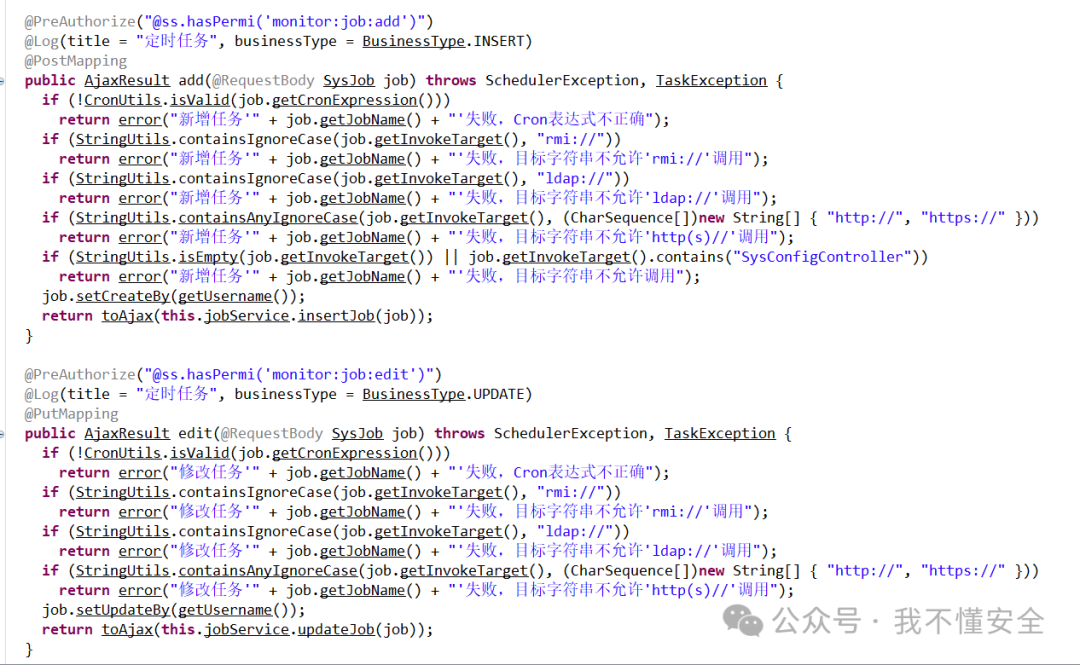 @PreAuthorize("@ss.hasPermi('monitor:job:add')")
@Log(title = "定时任务", businessType = BusinessType.INSERT)
@PostMapping
public AjaxResult add(@RequestBody SysJob job) throws SchedulerException, TaskException {
if (!CronUtils.isValid(job.getCronExpression()))
return error("新增任务'" + job.getJobName() + "'失败，Cron表达式不正确");
if (StringUtils.containsIgnoreCase(job.getInvokeTarget(), "rmi://"))
return error("新增任务'" + job.getJobName() + "'失败，目标字符串不允许'rmi://'调用");
if (StringUtils.containsIgnoreCase(job.getInvokeTarget(), "ldap://"))
return error("新增任务'" + job.getJobName() + "'失败，目标字符串不允许'ldap://'调用");
if (StringUtils.containsAnyIgnoreCase(job.getInvokeTarget(), (CharSequence[])new String[] { "http://", "https://" }))
return error("新增任务'" + job.getJobName() + "'失败，目标字符串不允许'http(s)//'调用");
if (StringUtils.isEmpty(job.getInvokeTarget()) || job.getInvokeTarget().contains("SysConfigController"))
return error("新增任务'" + job.getJobName() + "'失败，目标字符串不允许调用");
job.setCreateBy(getUsername());
return toAjax(this.jobService.insertJob(job));
}
@PreAuthorize("@ss.hasPermi('monitor:job:edit')")
@Log(title = "定时任务", businessType = BusinessType.UPDATE)
@PutMapping
public AjaxResult edit(@RequestBody SysJob job) throws SchedulerException, TaskException {
if (!CronUtils.isValid(job.getCronExpression()))
return error("修改任务'" + job.getJobName() + "'失败，Cron表达式不正确");
if (StringUtils.containsIgnoreCase(job.getInvokeTarget(), "rmi://"))
return error("修改任务'" + job.getJobName() + "'失败，目标字符串不允许'rmi://'调用");
if (StringUtils.containsIgnoreCase(job.getInvokeTarget(), "ldap://"))
return error("修改任务'" + job.getJobName() + "'失败，目标字符串不允许'ldap://'调用");
if (StringUtils.containsAnyIgnoreCase(job.getInvokeTarget(), (CharSequence[])new String[] { "http://", "https://" }))
return error("修改任务'" + job.getJobName() + "'失败，目标字符串不允许'http(s)//'调用");
job.setUpdateBy(getUsername());
return toAjax(this.jobService.updateJob(job));
}
公众号 · 我不懂安全